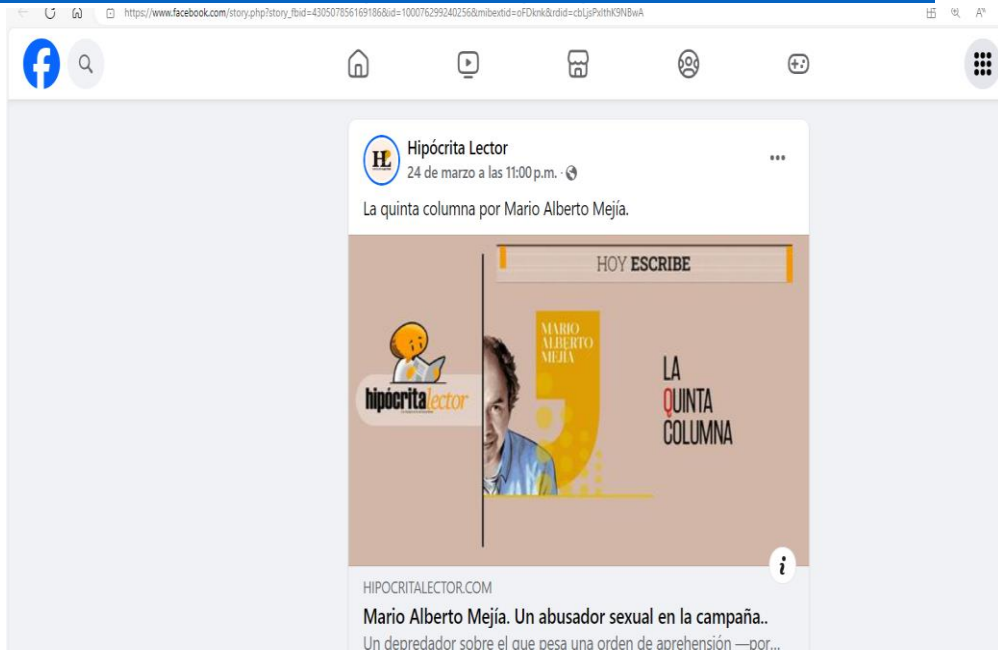 https://www.facebook.com/story.php?story_fbid=430507856169186&id=100076299240256&mibextid=oFDknk&rdid=cbLjsPxlthK9NBwA
Hipócrita Lector
24 de marzo a las 11:00 p.m. ·
La quinta columna por Mario Alberto Mejía.
HOY ESCRIBE
MARIO
ALBERTO
MEJÍA
LA
QUINTA
COLUMNA
hipócrita lector
HIPOCRITALECTOR.COM
Mario Alberto Mejía. Un abusador sexual en la campaña..
Un depredador sobre el que pesa una orden de aprehensión —por...